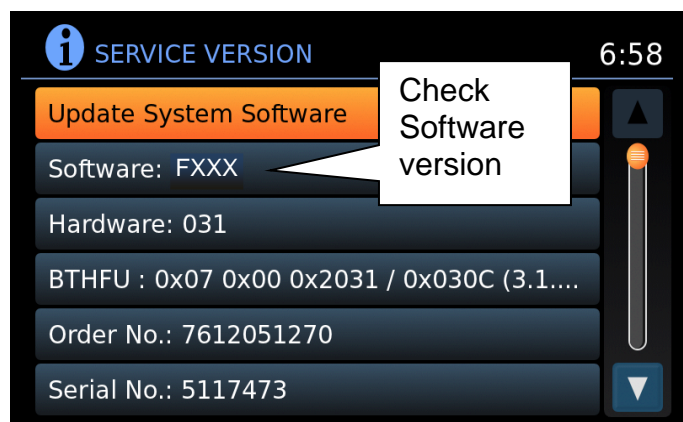 SERVICE VERSION
6:58
Update System Software
Check
Software
version
Software: FXXX
Hardware: 031
BTHFU : 0x07 0x00 0x2031 / 0x030C (3.1....
Order No.: 7612051270
Serial No.: 5117473